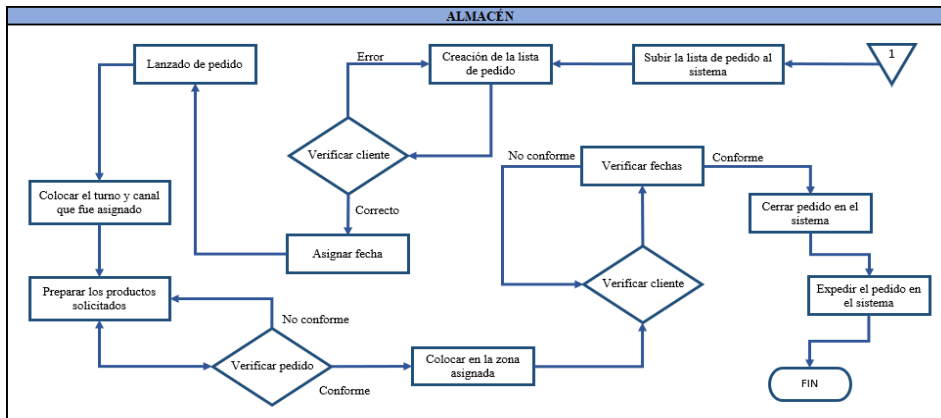 ALMACÉN
Lanzado de pedido
Error
Creación de la lista
de pedido
Subir la lista de pedido al
sistema
1
Verificar cliente
No conforme
Verificar fechas
Conforme
Colocar el turno y canal
que fue asignado
Correcto
Cerrar pedido en el
sistema
Asignar fecha
Verificar cliente
Preparar los productos
solicitados
Expedir el pedido en
el sistema
No conforme
Verificar pedido
Colocar en la zona
asignada
Conforme
FIN